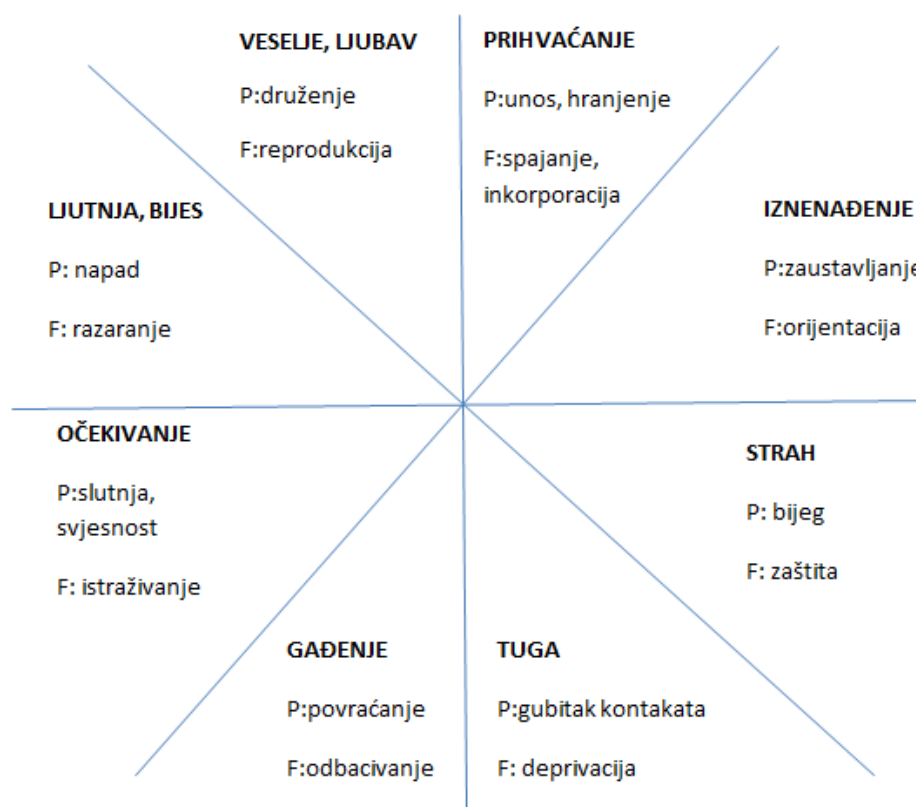 VESELJE, LJUBAV
P:druženje
F:reprodukcija
PRIHVAĆANJE
P:unos, hranjenje
F:spajanje,
inkorporacija
LJUTNJA, BIJES
P: napad
F: razaranje
IZNENAĐENJE
P:zaustavljanje
F:orijentacija
OČEKIVANJE
P:slutnja,
svjesnost
F: istraživanje
STRAH
P: bijeg
F: zaštita
GAĐENJE
P:povraćanje
F:odbacivanje
TUGA
P:gubitak kontakata
F: deprivacija